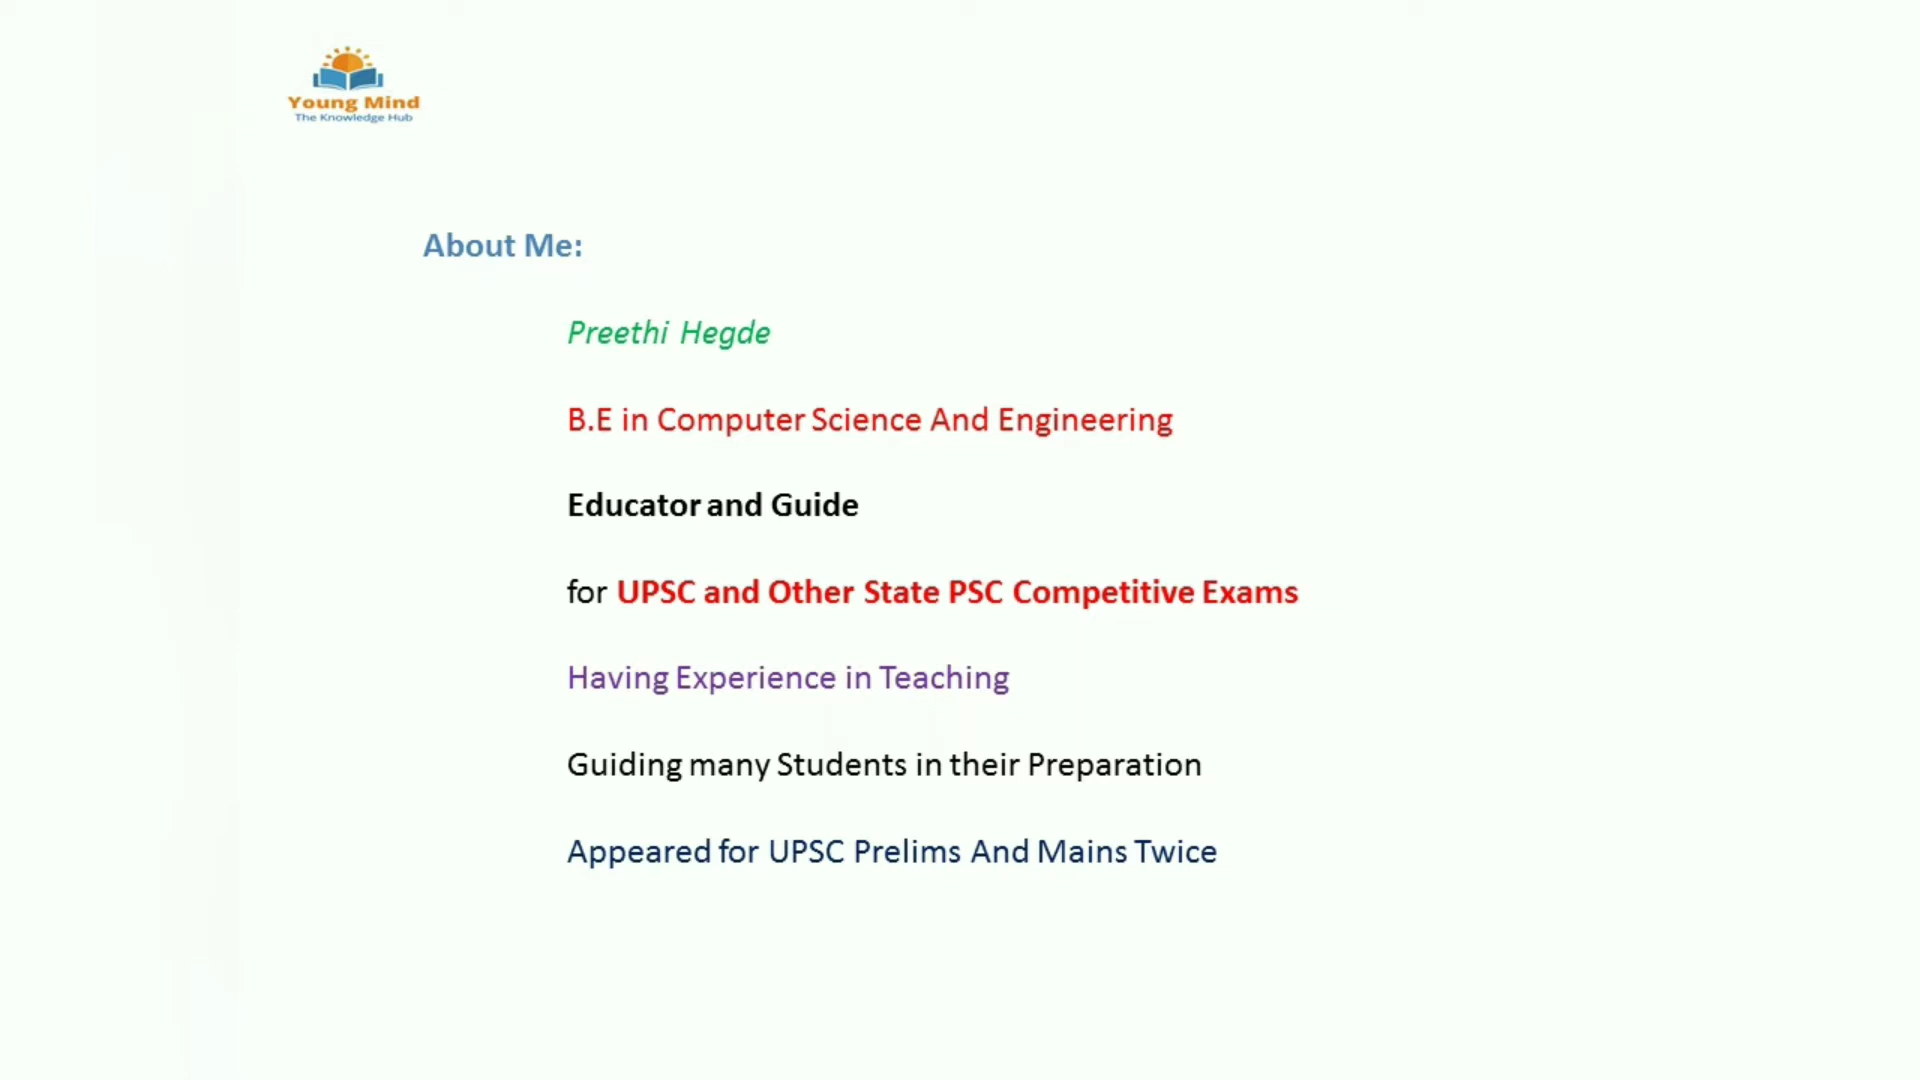 Young Mind
The Knowledge Hub
About Me:
Preethi Hegde
B.E in Computer Science And Engineering
Educator and Guide
for UPSC and Other State PSC Competitive Exams
Having Experience in Teaching
Guiding many Students in their Preparation
Appeared for UPSC Prelims And Mains Twice